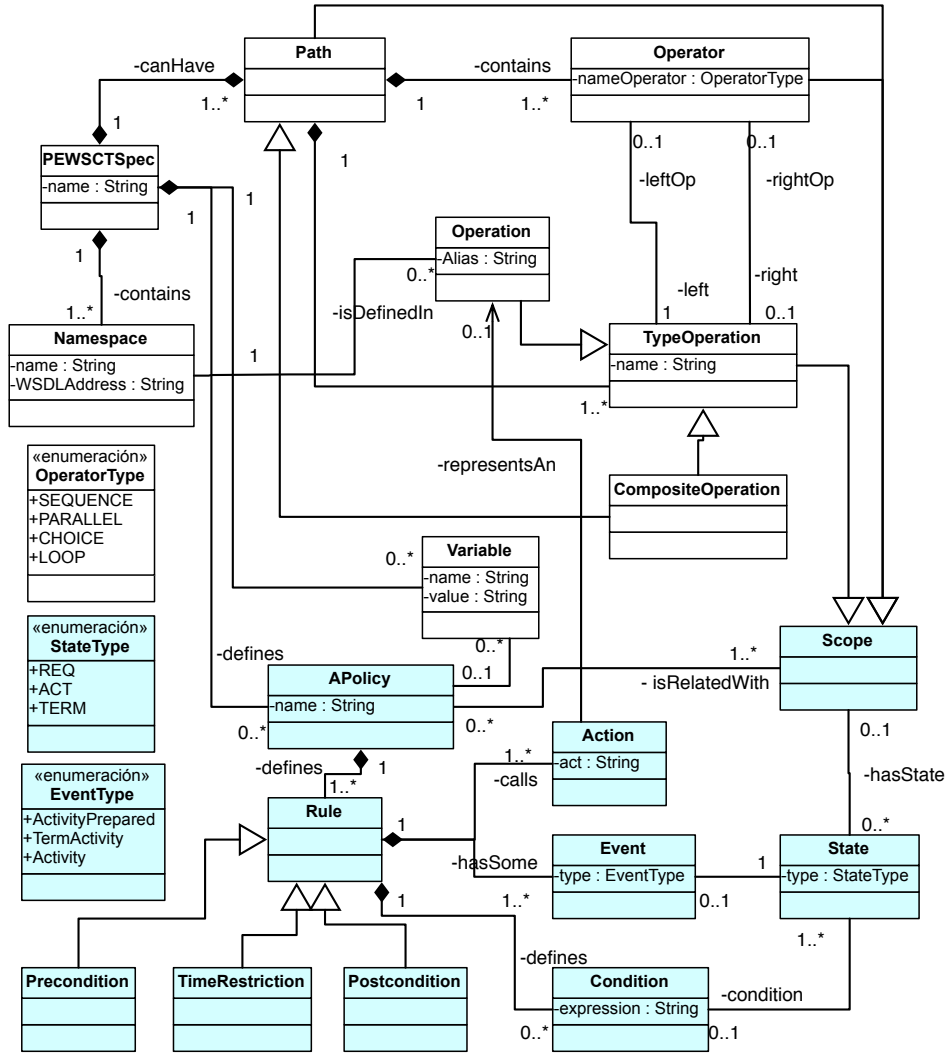 Path
Operator
-nameOperator : OperatorType
-canHave
1..*
1
-contains
1..*
1
PEWSCTSpec
-name : String
1
1
1
1
0..1
0..1
-leftOp
-rightOp
Operation
-Alias : String
0..*
-contains
1..*
-isDefinedIn
1
0..1
-left
1
-right
0..1
Namespace
-name : String
-WSDLAddress : String
TypeOperation
-name : String
1..*
«enumeración»
OperatorType
+SEQUENCE
+PARALLEL
+CHOICE
+LOOP
-representsAn
CompositeOperation
Variable
-name : String
-value : String
0..*
0..*
0..1
«enumeración»
StateType
+REQ
+ACT
+TERM
-defines
0..*
APolicy
-name : String
0..*
1..*
- isRelatedWith
Scope
0..1
Action
-act : String
1..*
-calls
-hasState
0..*
«enumeración»
EventType
+ActivityPrepared
+TermActivity
+Activity
-defines
1
1..*
Rule
1
1
-hasSome
1..*
Event
-type : EventType
1
0..1
State
-type : StateType
1..*
Precondition
TimeRestriction
Postcondition
-defines
0..*
Condition
-expression : String
0..1
-condition